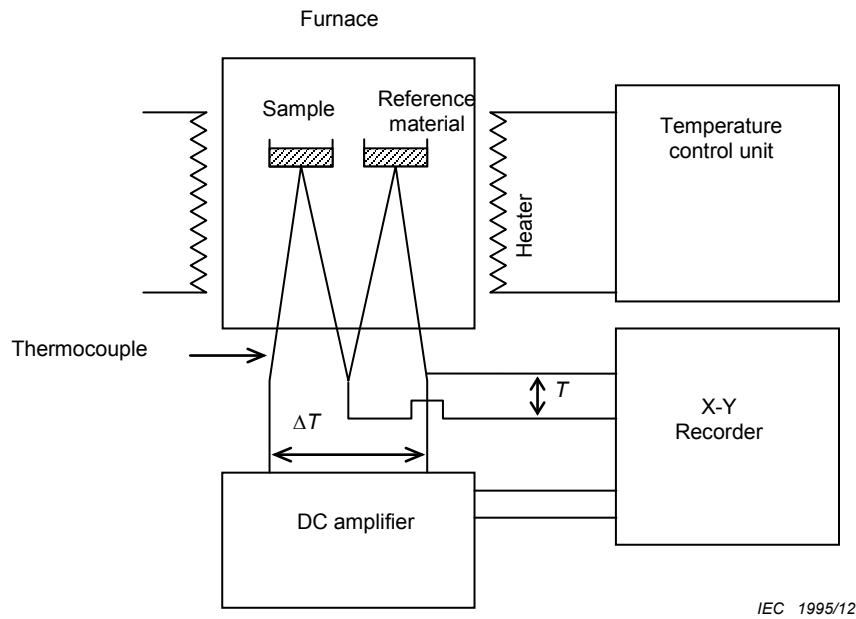 Furnace
Sample
Reference
material
Temperature
control unit
Heater
Thermocouple
T
ΔT
X-Y
Recorder
DC amplifier
IEC 1995/12